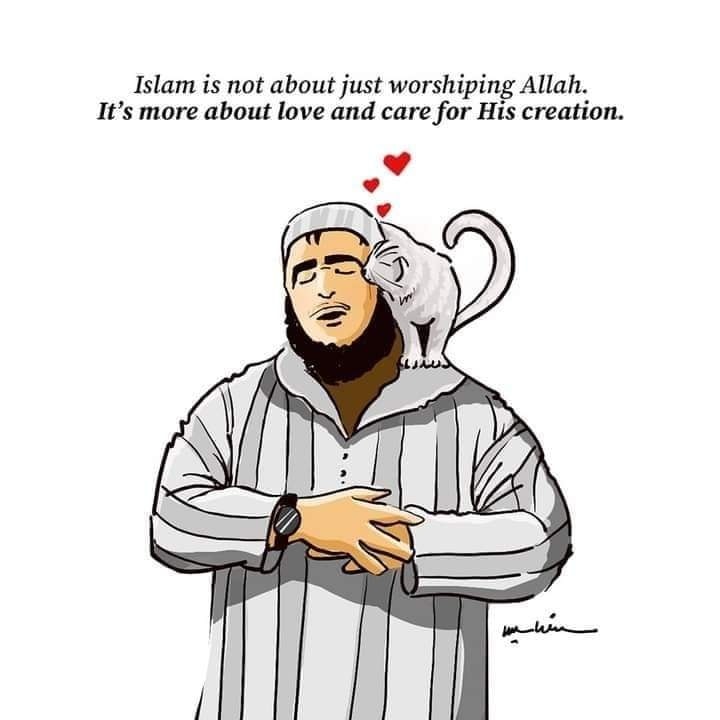 Islam is not about just worshiping Allah.
It’s more about love and care for His creation.